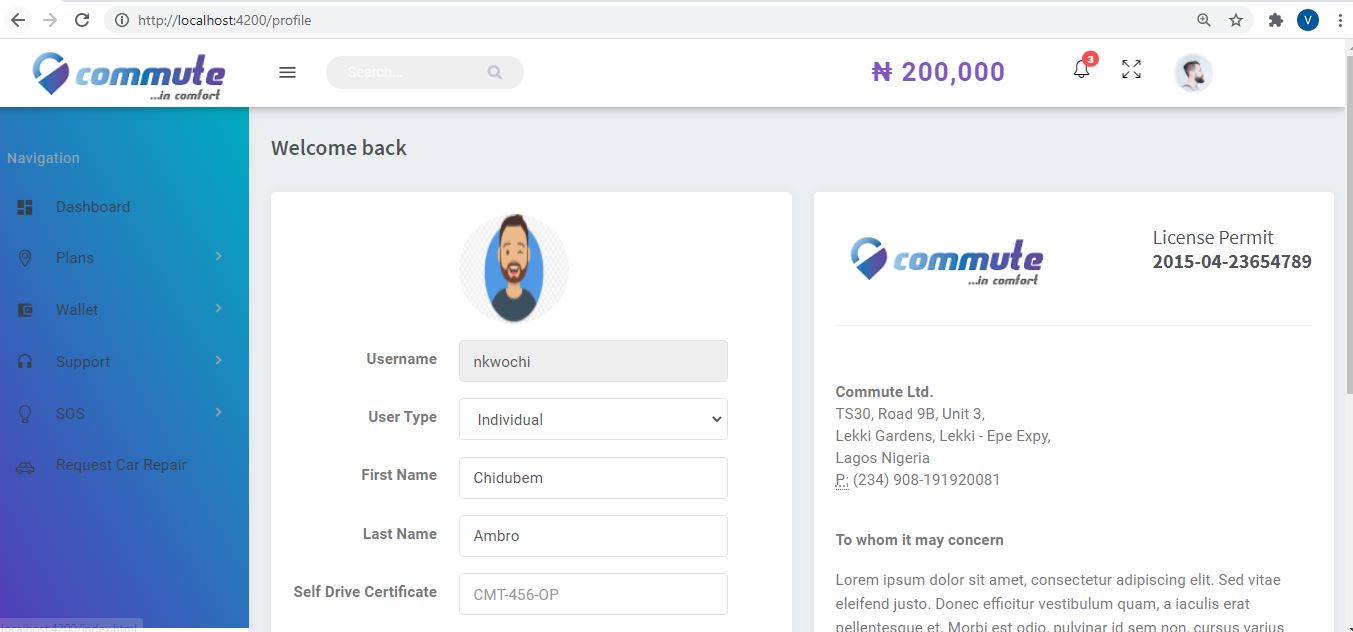 http://localhost:4200/profile
V
commute
...in comfort
Search...
₦ 200,000
3
Navigation
Dashboard
Plans
Wallet
Support
SOS
Request Car Repair
localhost:4200/index.html
Welcome back
Username
nkwochi
User Type
Individual
First Name
Chidubem
Last Name
Ambro
Self Drive Certificate
CMT-456-OP
commute
...in comfort
License Permit
2015-04-23654789
Commute Ltd.
TS30, Road 9B, Unit 3,
Lekki Gardens, Lekki - Epe Expy,
Lagos Nigeria
P: (234) 908-191920081
To whom it may concern
Lorem ipsum dolor sit amet, consectetur adipiscing elit. Sed vitae
eleifend justo. Donec efficitur vestibulum quam, a iaculis erat
pellentesque et. Morbi est odio, pulvinar id sem non, cursus varius